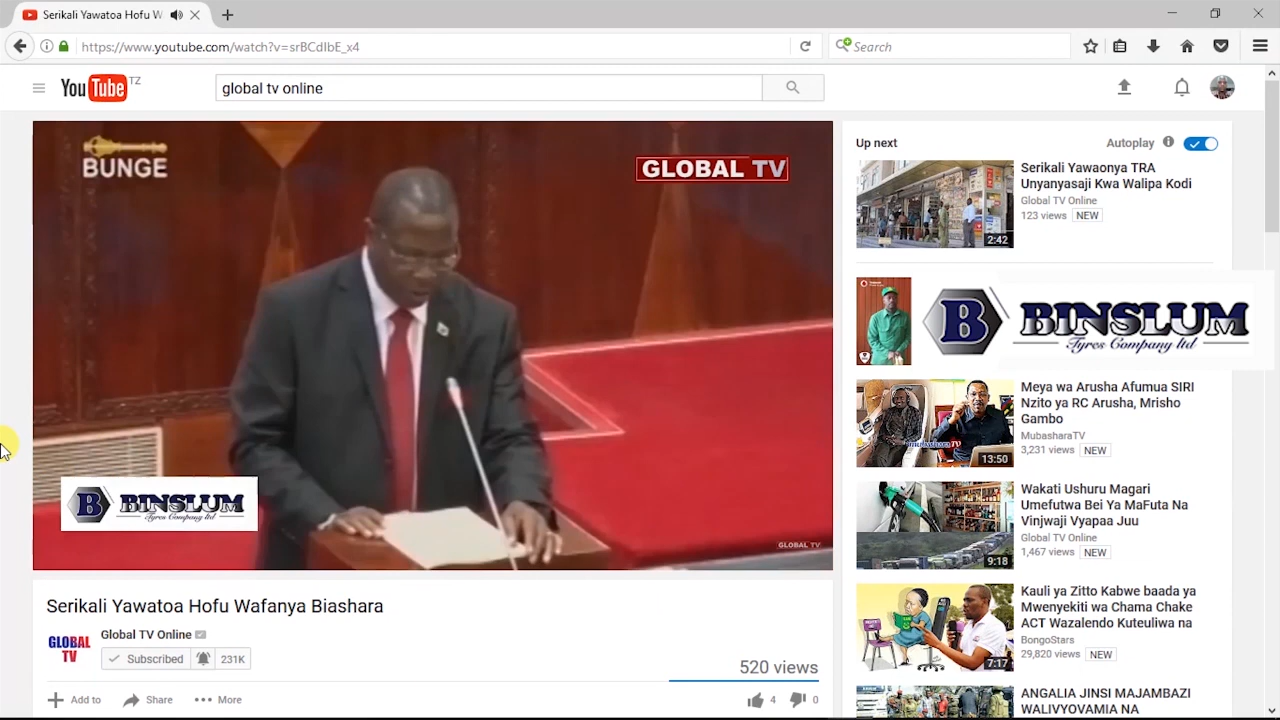 Serikali Yawatoa Hofu W
https://www.youtube.com/watch?v=srBCdIbE_x4
Search
YouTube TZ
global tv online
BUNGE
GLOBAL TV
B BINSLUM
Tyres Company ltd
GLOBAL TV
Serikali Yawatoa Hofu Wafanya Biashara
GLOBAL TV
Global TV Online
Subscribed
231K
520 views
Add to
Share
More
4
0
Up next
Autoplay
Serikali Yawaonya TRA
Unyanyasaji Kwa Walipa Kodi
Global TV Online
123 views NEW
2:42
B BINSLUM
Tyres Company ltd
Meya wa Arusha Afumua SIRI
Nzito ya RC Arusha, Mrisho
Gambo
MubasharaTV
3,231 views NEW
mubasharaTV
13:50
Wakati Ushuru Magari
Umefutwa Bei Ya MaFuta Na
Vinjwaji Vyapaa Juu
Global TV Online
1,467 views NEW
9:18
Kauli ya Zitto Kabwe baada ya
Mwenyekiti wa Chama Chake
ACT Wazalendo Kuteuliwa na
BongoStars
29,820 views NEW
7:17
ANGALIA JINSI MAJAMBAZI
WALIVYOVAMIA NA